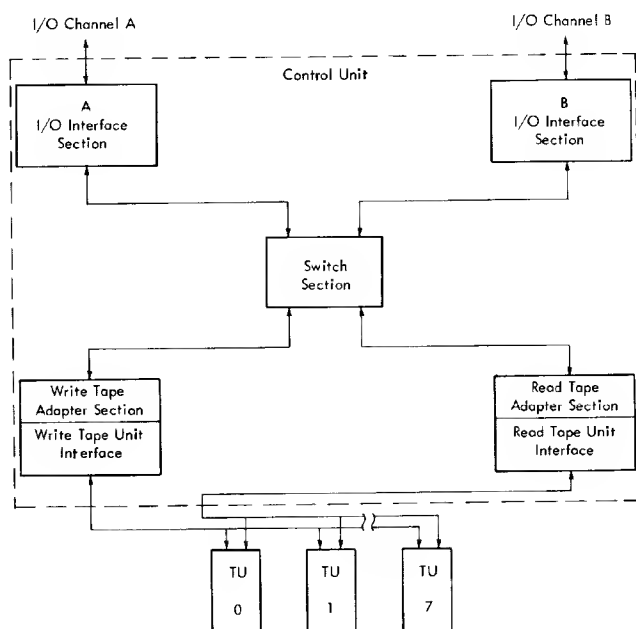 I/O Channel A
I/O Channel B
Control Unit
A
I/O Interface
Section
B
I/O Interface
Section
Switch
Section
Write Tape
Adapter Section
Write Tape Unit
Interface
Read Tape
Adapter Section
Read Tape Unit
Interface
TU
0
TU
1
TU
7